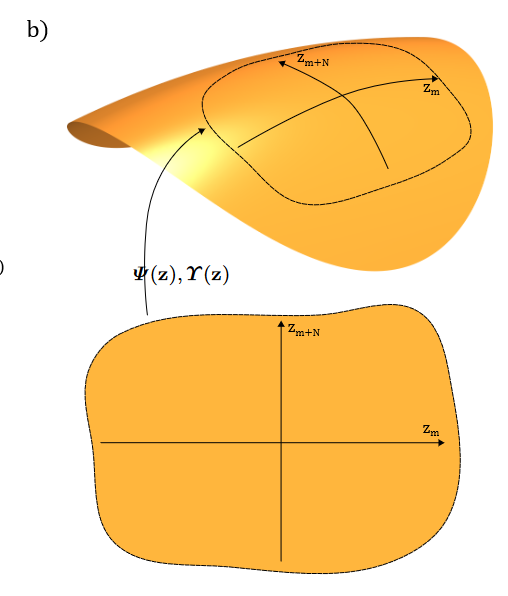 b)
z_{m+N}
z_m
)
𝜳(𝐳), 𝜰(𝐳)
z_{m+N}
z_m